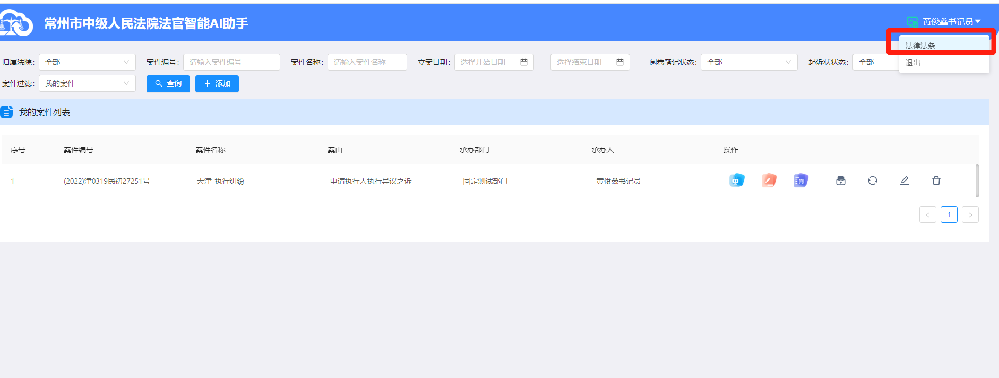 常州市中级人民法院法官智能AI助手
黄俊鑫书记员
法律法条
退出
归属法院: 全部 案件编号: 请输入案件编号 案件名称: 请输入案件名称 立案日期: 选择开始日期 - 选择结束日期 阅卷笔记状态: 全部 起诉状状态: 全部
案件过滤: 我的案件 查询 添加
我的案件列表
序号 案件编号 案件名称 案由 承办部门 承办人 操作
1 (2022)津0319民初27251号 天津-执行纠纷 申请执行人执行异议之诉 固定测试部门 黄俊鑫书记员 判
< 1 >